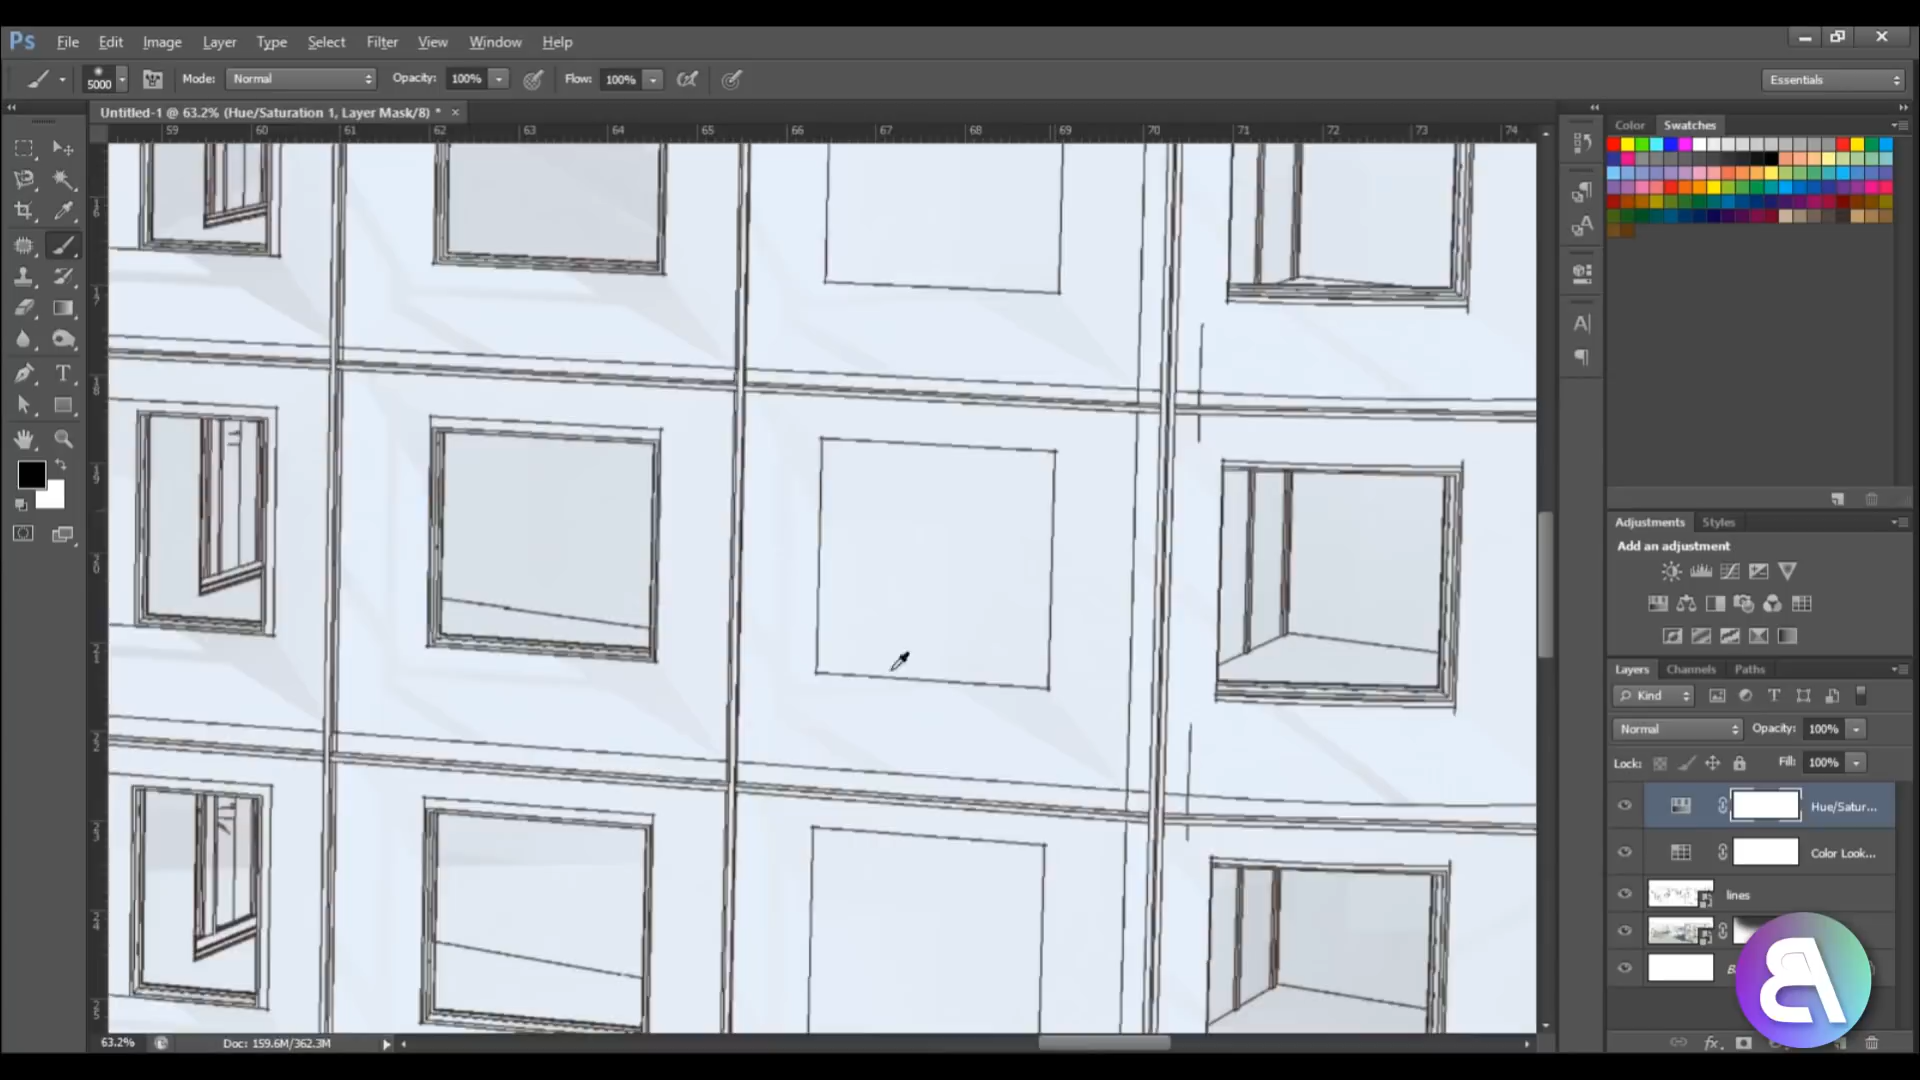 Ps File Edit Image Layer Type Select Filter View Window Help
5000 Mode: Normal Opacity: 100% Flow: 100% Essentials
Untitled-1 @ 63.2% (Hue/Saturation 1, Layer Mask/8) * ×
59 60 61 62 63 64 65 66 67 68 69 70 71 72 73 74
Color Swatches
Adjustments Styles
Add an adjustment
Layers Channels Paths
Kind
Normal Opacity: 100%
Lock: Fill: 100%
Hue/Satur...
Color Look...
lines
63.2% Doc: 159.6M/362.3M